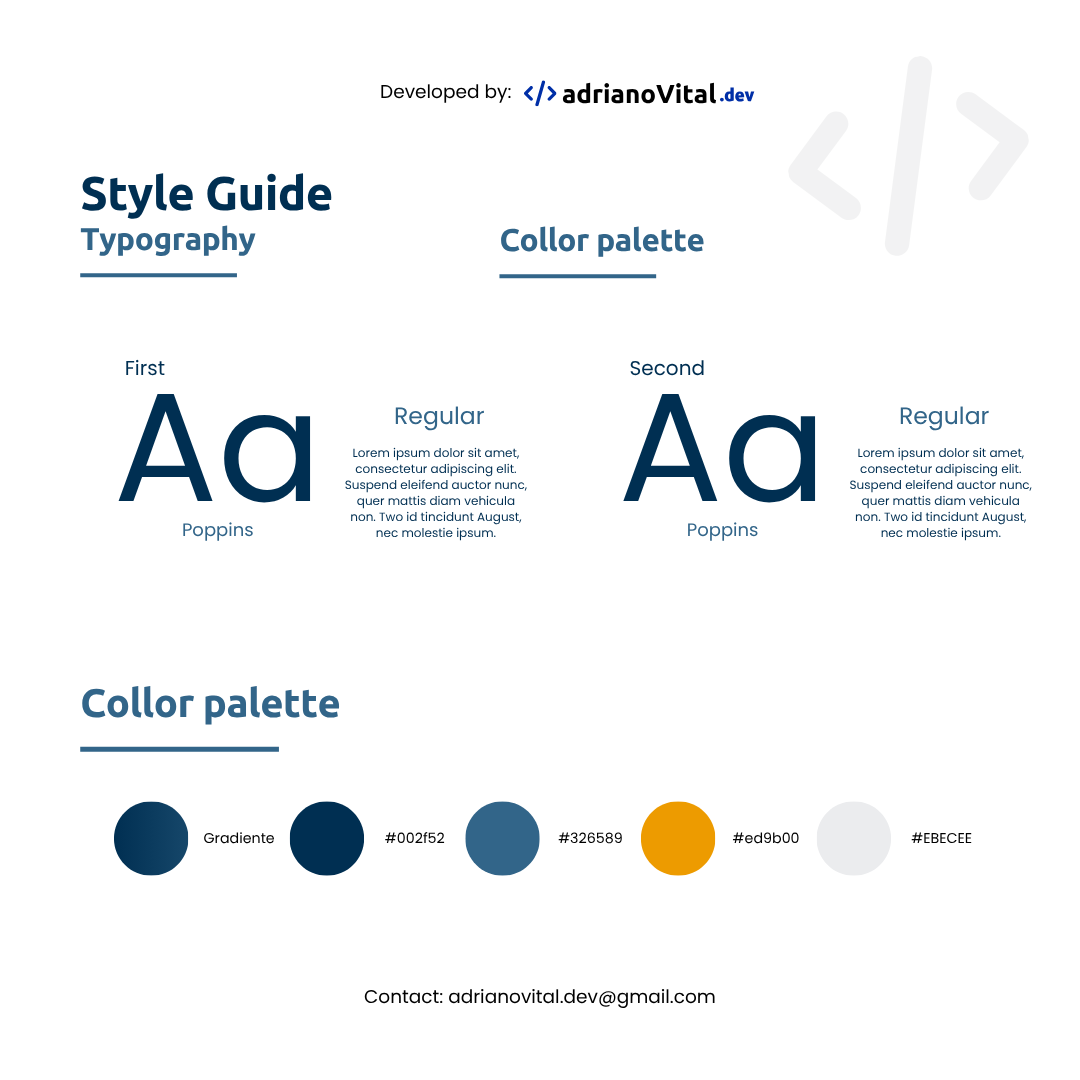 Developed by: </> adrianoVital .dev
</>
Style Guide
Typography
Collor palette
First
Aa
Poppins
Regular
Lorem ipsum dolor sit amet,
consectetur adipiscing elit.
Suspend eleifend auctor nunc,
quer mattis diam vehicula
non. Two id tincidunt August,
nec molestie ipsum.
Second
Aa
Poppins
Regular
Lorem ipsum dolor sit amet,
consectetur adipiscing elit.
Suspend eleifend auctor nunc,
quer mattis diam vehicula
non. Two id tincidunt August,
nec molestie ipsum.
Collor palette
Gradiente
#002f52
#326589
#ed9b00
#EBECEE
Contact: adrianovital.dev@gmail.com